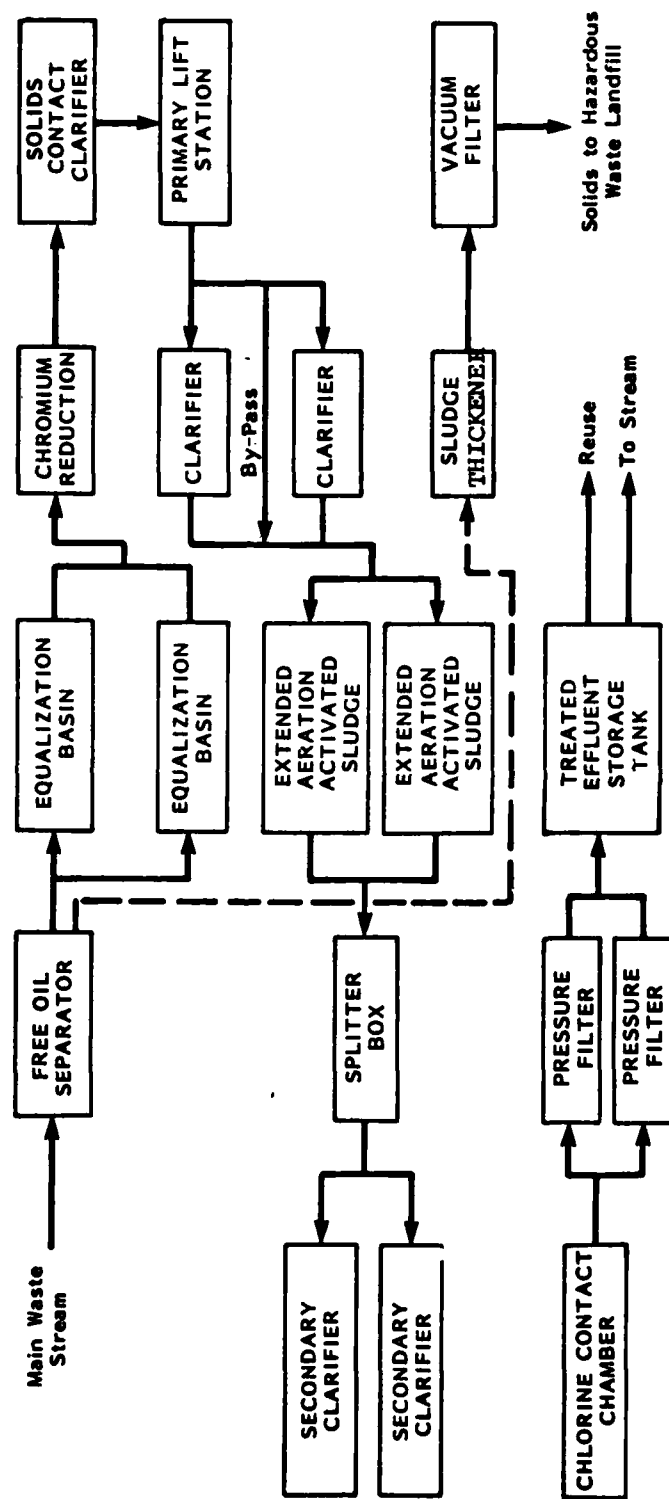 Main Waste
Stream
FREE OIL
SEPARATOR
EQUALIZATION
BASIN
EQUALIZATION
BASIN
CHROMIUM
REDUCTION
SOLIDS
CONTACT
CLARIFIER
PRIMARY LIFT
STATION
CLARIFIER
By-Pass
CLARIFIER
EXTENDED
AERATION
ACTIVATED
SLUDGE
EXTENDED
AERATION
ACTIVATED
SLUDGE
SPLITTER
BOX
SECONDARY
CLARIFIER
SECONDARY
CLARIFIER
CHLORINE CONTACT
CHAMBER
PRESSURE
FILTER
PRESSURE
FILTER
TREATED
EFFLUENT
STORAGE
TANK
Reuse
To Stream
SLUDGE
THICKENER
VACUUM
FILTER
Solids to Hazardous
Waste Landfill